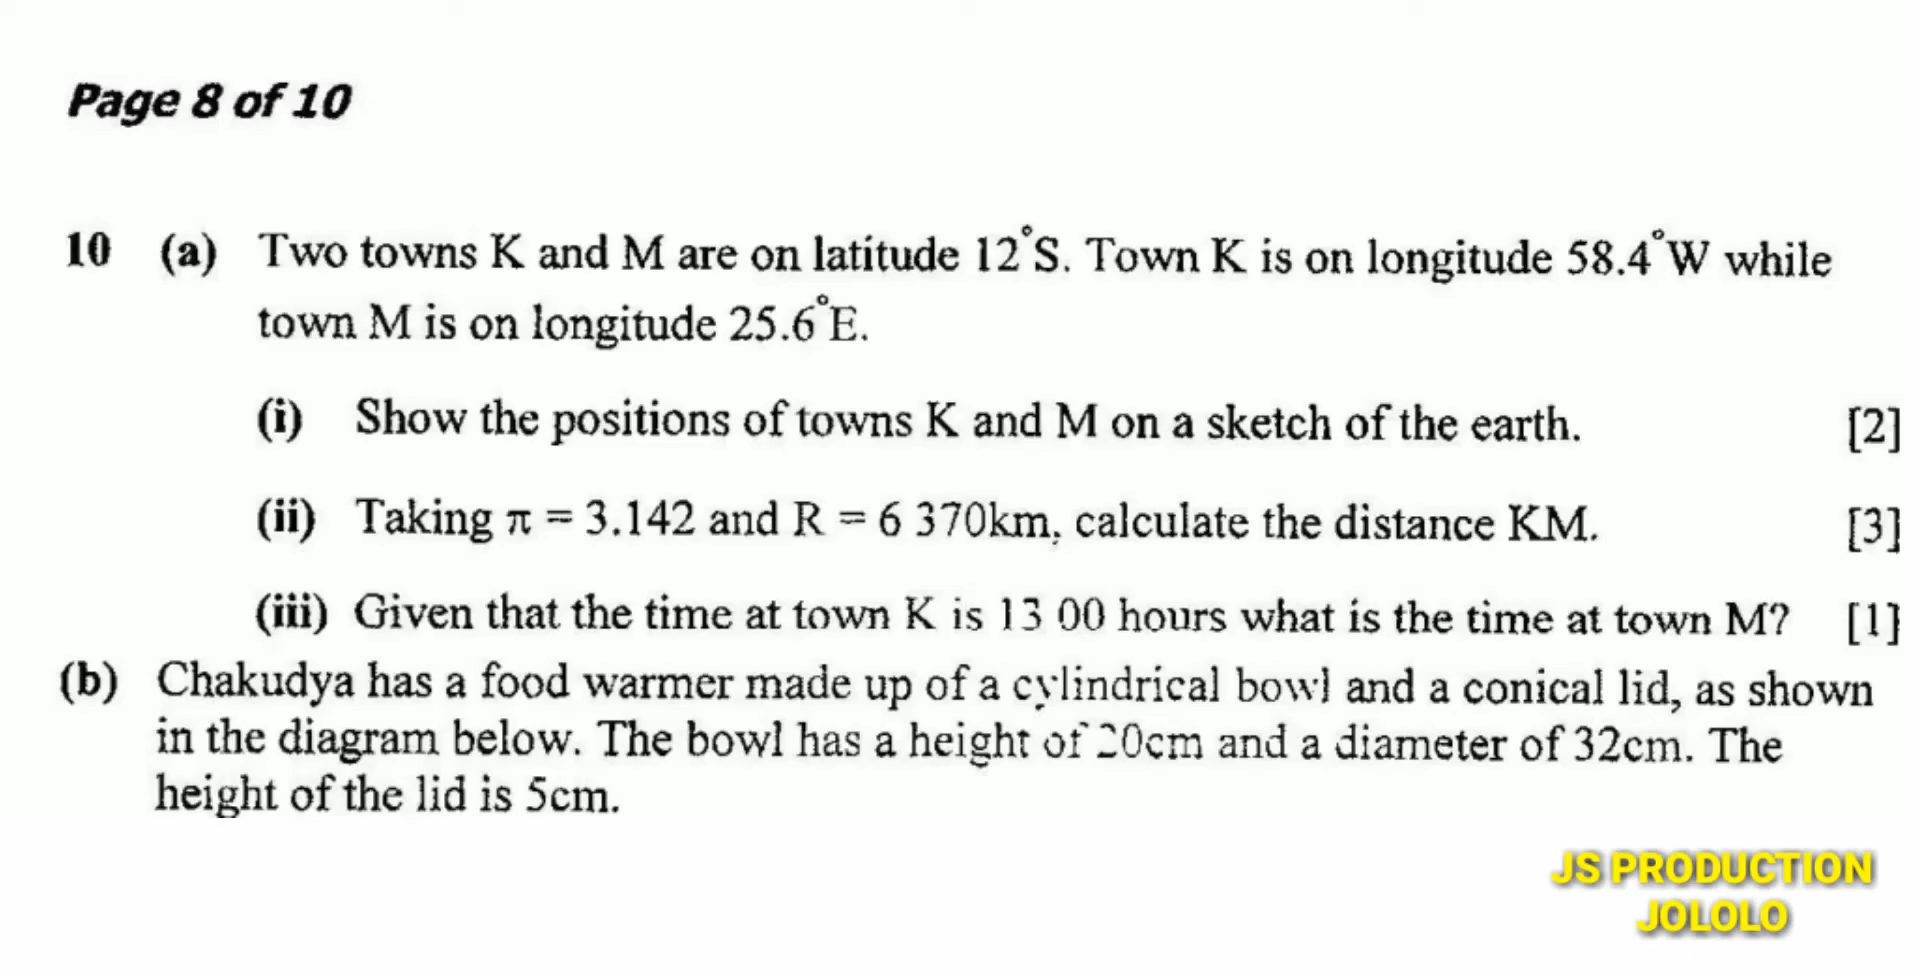 Page 8 of 10
10 (a) Two towns K and M are on latitude 12°S. Town K is on longitude 58.4°W while
town M is on longitude 25.6°E.
(i) Show the positions of towns K and M on a sketch of the earth. [2]
(ii) Taking π = 3.142 and R = 6 370km, calculate the distance KM. [3]
(iii) Given that the time at town K is 13 00 hours what is the time at town M? [1]
(b) Chakudya has a food warmer made up of a cylindrical bowl and a conical lid, as shown
in the diagram below. The bowl has a height of 20cm and a diameter of 32cm. The
height of the lid is 5cm.
JS PRODUCTION
JOLOLO